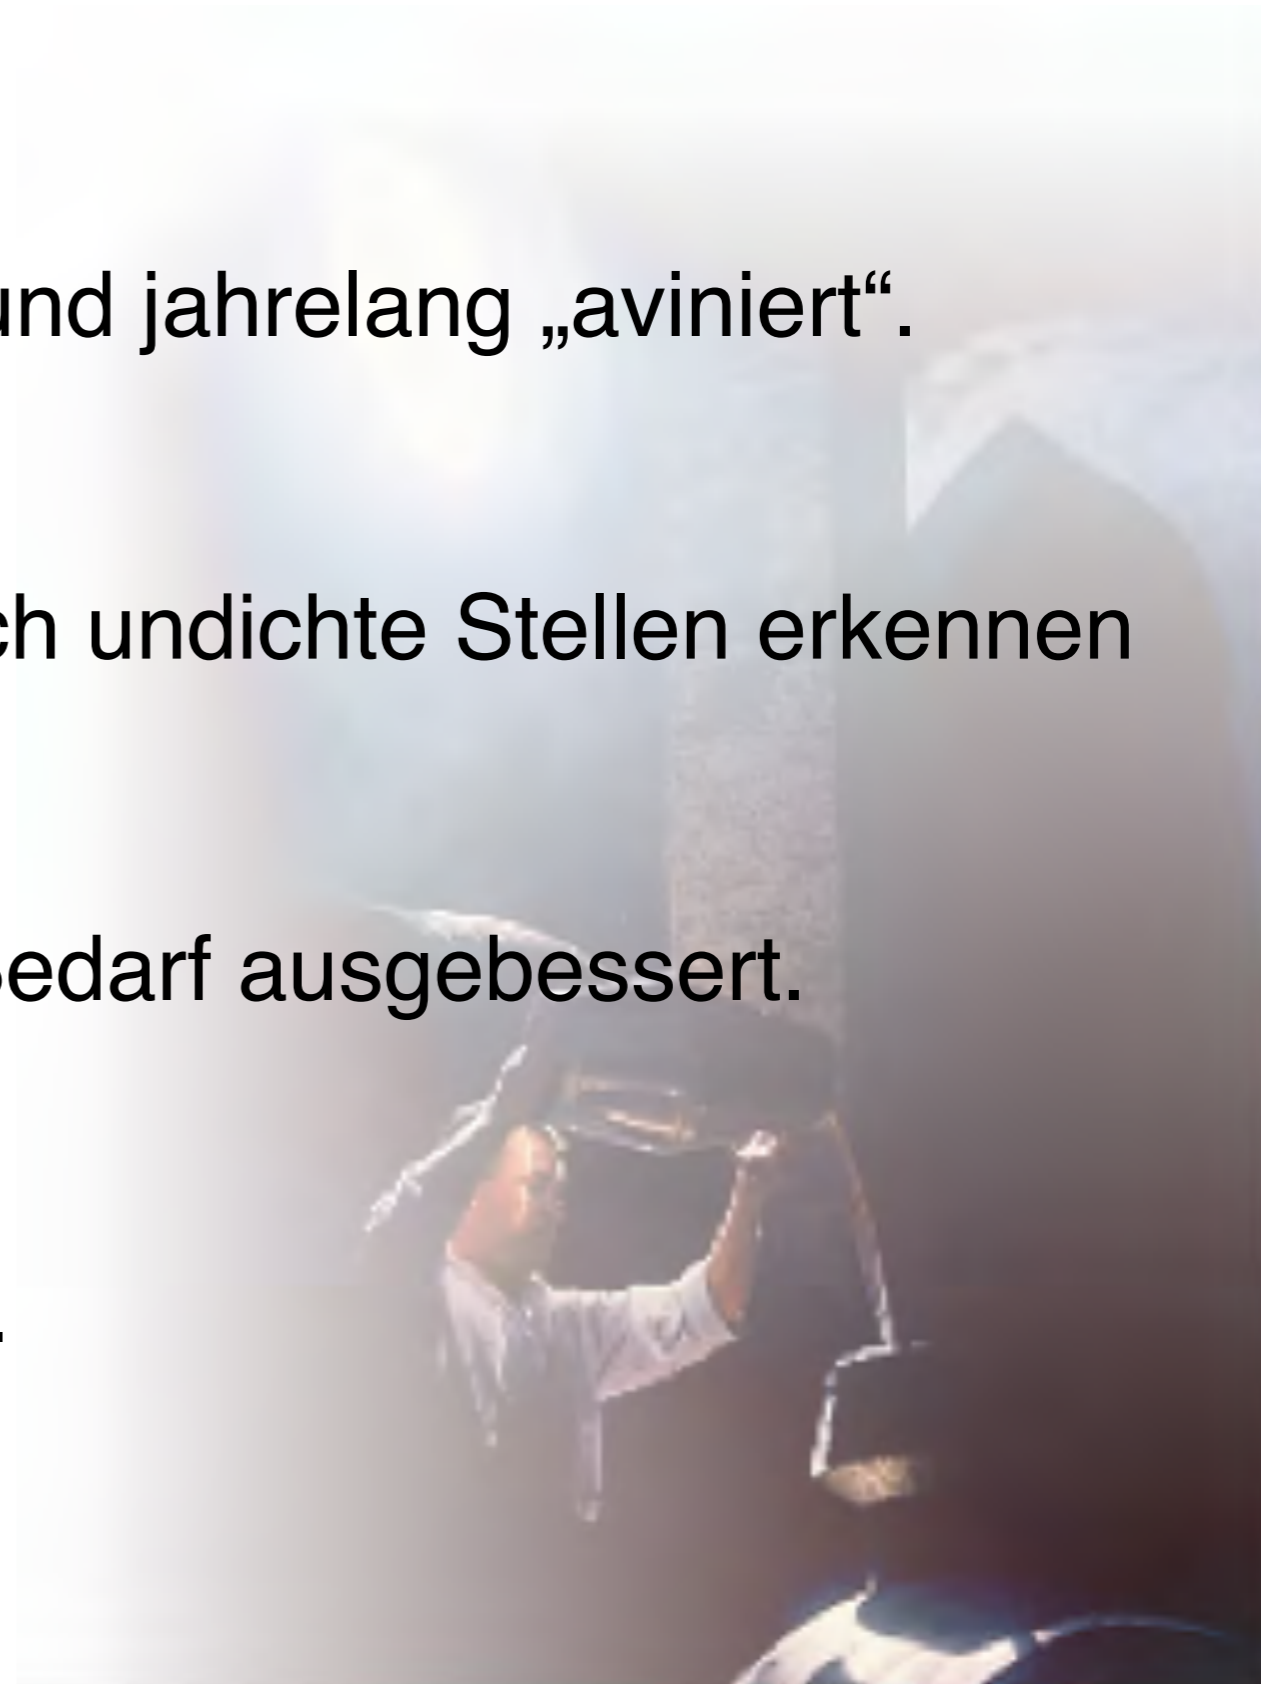 und jahrelang „aviniert“.
ch undichte Stellen erkennen
edarf ausgebessert.
.